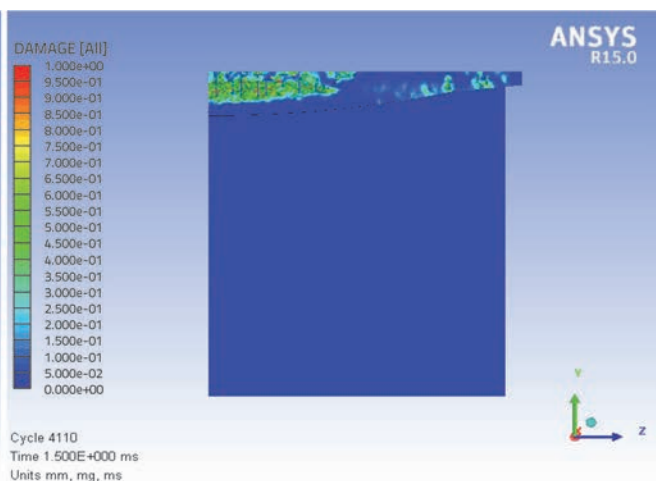 ANSYS
R15.0
DAMAGE [All]
1.000e+00
9.500e-01
9.000e-01
8.500e-01
8.000e-01
7.500e-01
7.000e-01
6.500e-01
6.000e-01
5.500e-01
5.000e-01
4.500e-01
4.000e-01
3.500e-01
3.000e-01
2.500e-01
2.000e-01
1.500e-01
1.000e-01
5.000e-02
0.000e+00
Y
Z
Cycle 4110
Time 1.500E+000 ms
Units mm, mg, ms